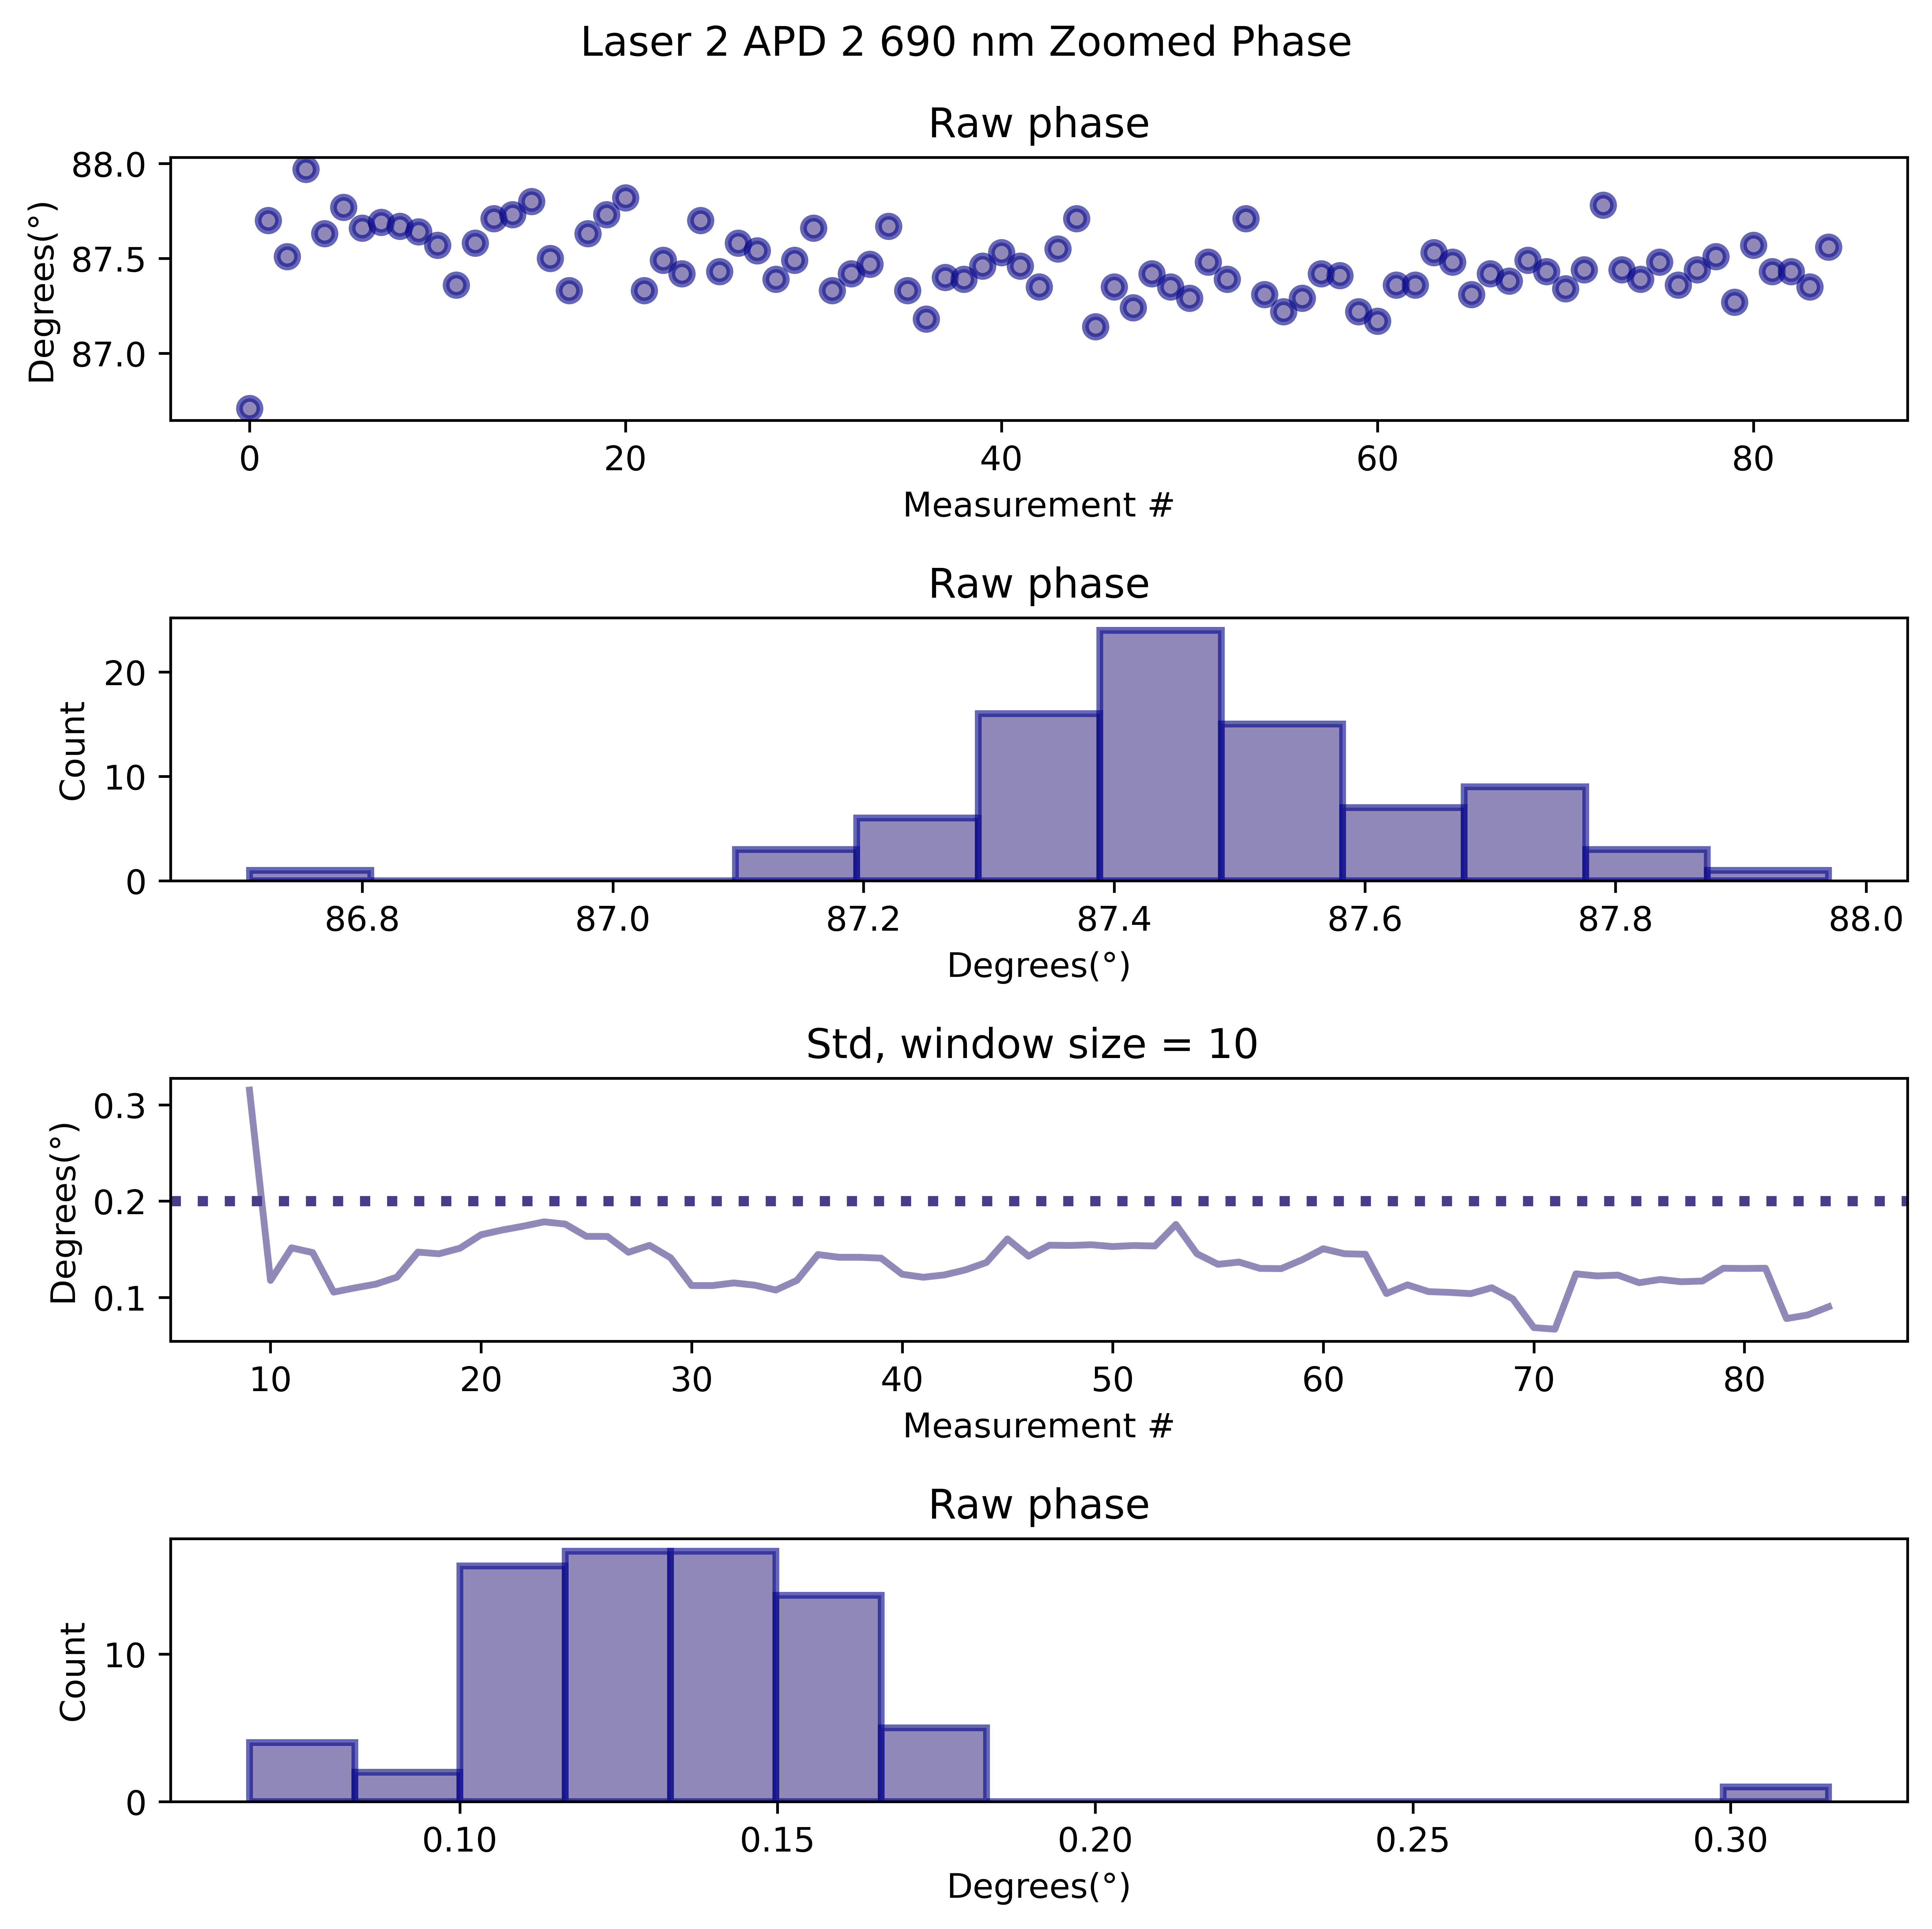 Laser 2 APD 2 690 nm Zoomed Phase
Raw phase
Degrees(°)
88.0
87.5
87.0
0 20 40 60 80
Measurement #
Raw phase
Count
20
10
0
86.8 87.0 87.2 87.4 87.6 87.8 88.0
Degrees(°)
Std, window size = 10
Degrees(°)
0.3
0.2
0.1
10 20 30 40 50 60 70 80
Measurement #
Raw phase
Count
10
0
0.10 0.15 0.20 0.25 0.30
Degrees(°)